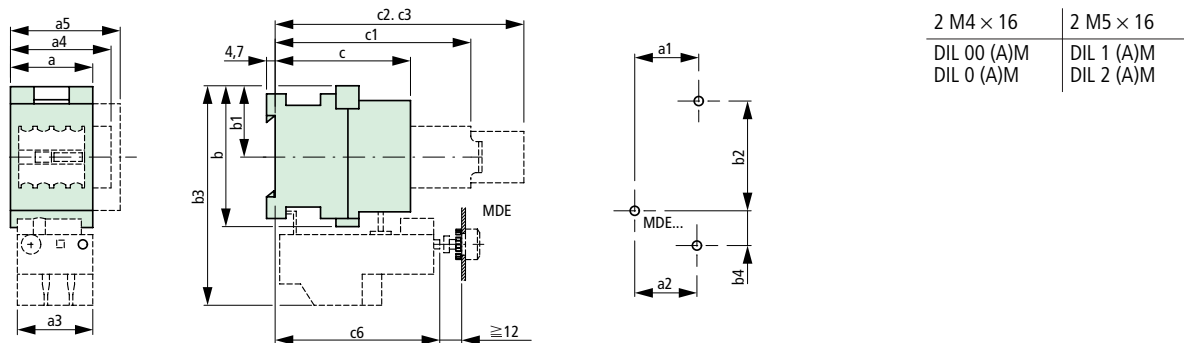 a5
a4
a
c2. c3
c1
4,7
c
b1
b
b3
MDE
a3
c6
≧12
a1
b2
MDE...
a2
b4
2 M4 × 16
2 M5 × 16
DIL 00 (A)M
DIL 1 (A)M
DIL 0 (A)M
DIL 2 (A)M